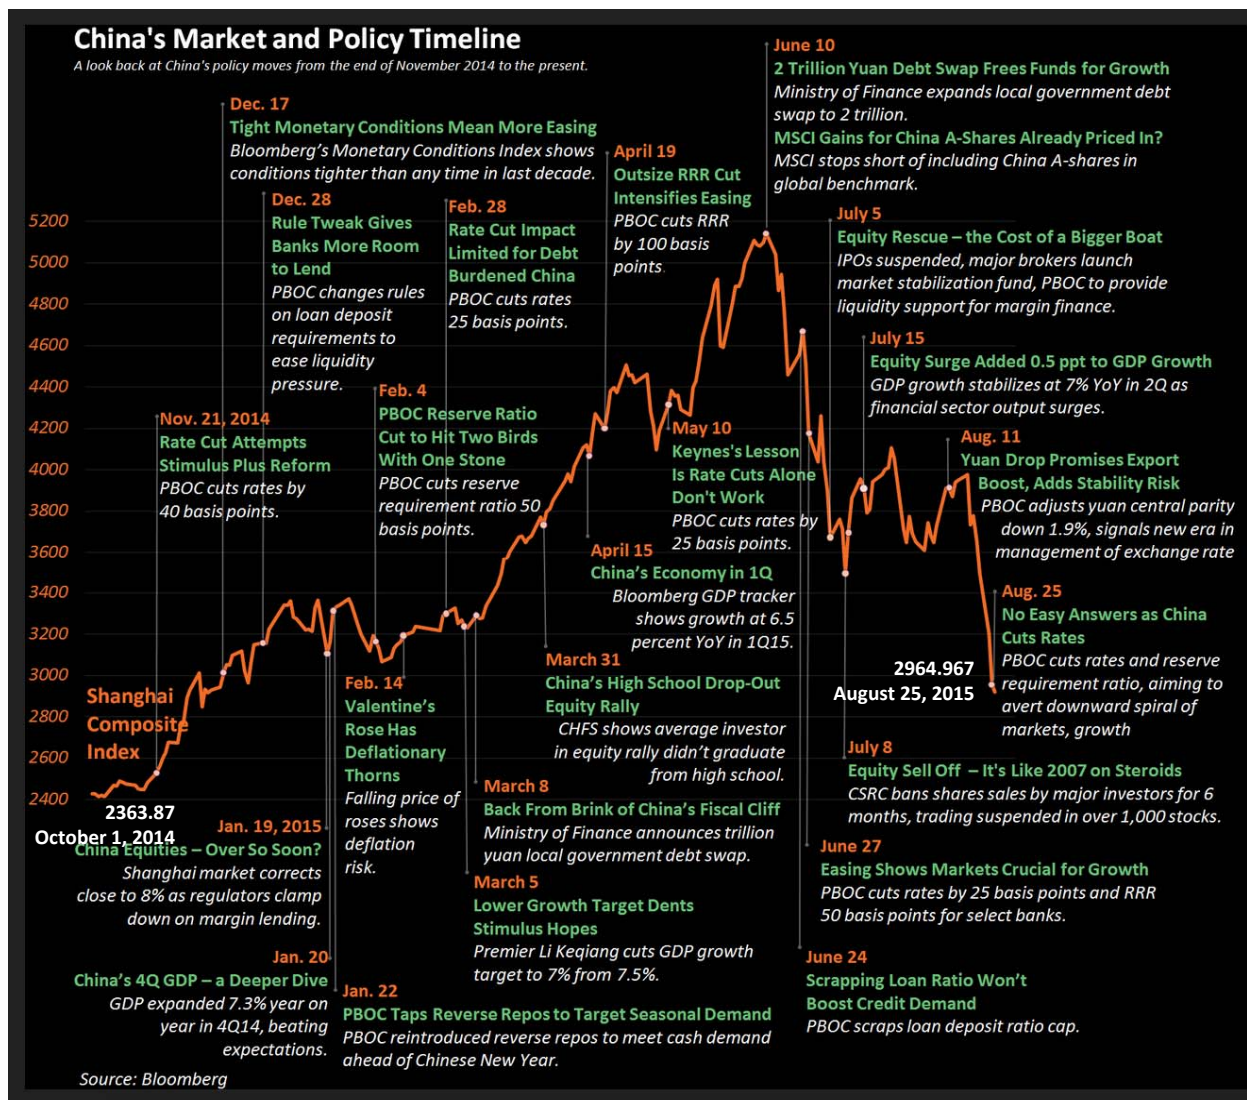 China's Market and Policy Timeline
A look back at China's policy moves from the end of November 2014 to the present.
June 10
2 Trillion Yuan Debt Swap Frees Funds for Growth
Ministry of Finance expands local government debt
swap to 2 trillion.
MSCI Gains for China A-Shares Already Priced In?
MSCI stops short of including China A-shares in
global benchmark.
Dec. 17
Tight Monetary Conditions Mean More Easing
Bloomberg's Monetary Conditions Index shows
conditions tighter than any time in last decade.
April 19
Outsize RRR Cut
Intensifies Easing
PBOC cuts RRR
by 100 basis
points
Dec. 28
Rule Tweak Gives
Banks More Room
to Lend
PBOC changes rules
on loan deposit
requirements to
ease liquidity
pressure.
Feb. 28
Rate Cut Impact
Limited for Debt
Burdened China
PBOC cuts rates
25 basis points.
July 5
Equity Rescue – the Cost of a Bigger Boat
IPOs suspended, major brokers launch
market stabilization fund, PBOC to provide
liquidity support for margin finance.
July 15
Equity Surge Added 0.5 ppt to GDP Growth
GDP growth stabilizes at 7% YoY in 2Q as
financial sector output surges.
5200
5000
4800
4600
4400
4200
4000
3800
3600
3400
3200
3000
2800
2600
2400
Nov. 21, 2014
Rate Cut Attempts
Stimulus Plus Reform
PBOC cuts rates by
40 basis points.
Feb. 4
PBOC Reserve Ratio
Cut to Hit Two Birds
With One Stone
PBOC cuts reserve
requirement ratio 50
basis points.
May 10
Keynes's Lesson
Is Rate Cuts Alone
Don't Work
PBOC cuts rates by
25 basis points.
Aug. 11
Yuan Drop Promises Export
Boost, Adds Stability Risk
PBOC adjusts yuan central parity
down 1.9%, signals new era in
management of exchange rate
April 15
China's Economy in 1Q
Bloomberg GDP tracker
shows growth at 6.5
percent YoY in 1Q15.
Aug. 25
No Easy Answers as China
Cuts Rates
PBOC cuts rates and reserve
requirement ratio, aiming to
avert downward spiral of
markets, growth
2964.967
August 25, 2015
Shanghai
Composite
Index
2363.87
October 1, 2014
Feb. 14
Valentine's
Rose Has
Deflationary
Thorns
Falling price of
roses shows
deflation
risk.
March 31
China's High School Drop-Out
Equity Rally
CHFS shows average investor
in equity rally didn't graduate
from high school.
July 8
Equity Sell Off – It's Like 2007 on Steroids
CSRC bans shares sales by major investors for 6
months, trading suspended in over 1,000 stocks.
March 8
Back From Brink of China's Fiscal Cliff
Ministry of Finance announces trillion
yuan local government debt swap.
Jan. 19, 2015
China Equities – Over So Soon?
Shanghai market corrects
close to 8% as regulators clamp
down on margin lending.
June 27
Easing Shows Markets Crucial for Growth
PBOC cuts rates by 25 basis points and RRR
50 basis points for select banks.
March 5
Lower Growth Target Dents
Stimulus Hopes
Premier Li Keqiang cuts GDP growth
target to 7% from 7.5%.
Jan. 20
China's 4Q GDP – a Deeper Dive
GDP expanded 7.3% year on
year in 4Q14, beating
expectations.
Jan. 22
PBOC Taps Reverse Repos to Target Seasonal Demand
PBOC reintroduced reverse repos to meet cash demand
ahead of Chinese New Year.
June 24
Scrapping Loan Ratio Won't
Boost Credit Demand
PBOC scraps loan deposit ratio cap.
Source: Bloomberg